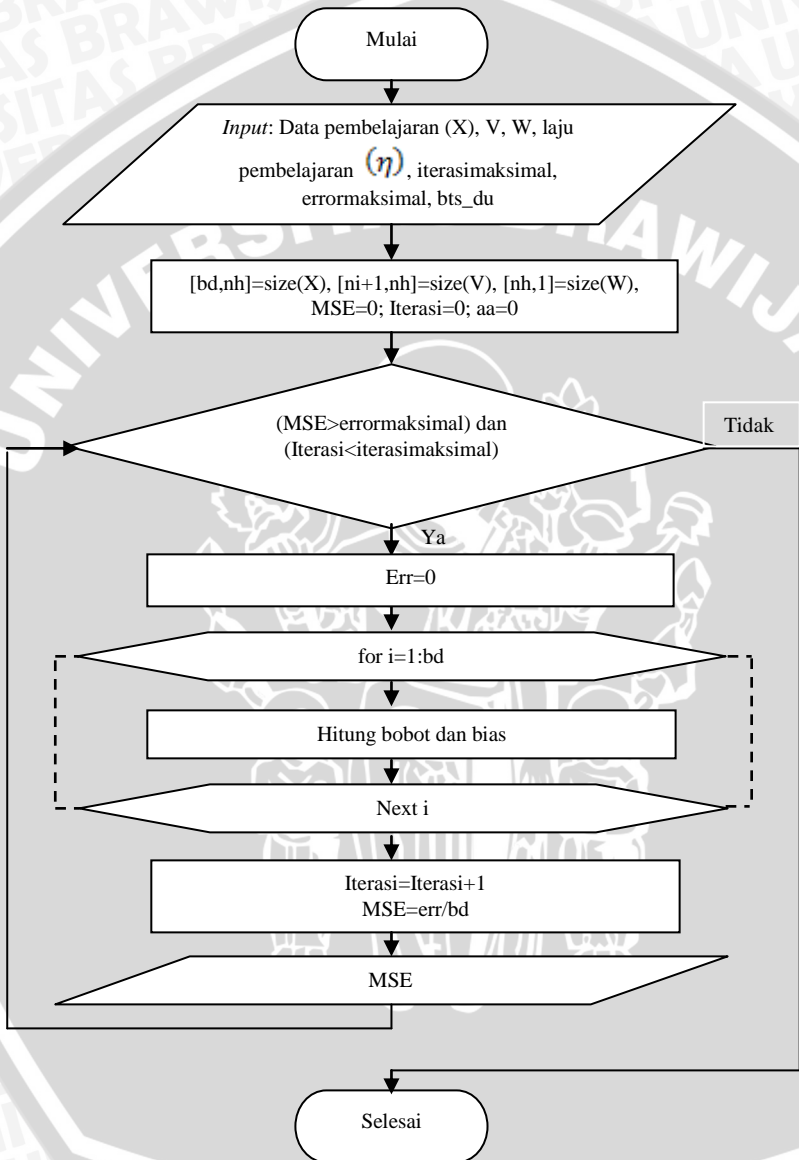 Mulai
Input: Data pembelajaran (X), V, W, laju
pembelajaran (η), iterasimaksimal,
errormaksimal, bts_du
[bd,nh]=size(X), [ni+1,nh]=size(V), [nh,1]=size(W),
MSE=0; Iterasi=0; aa=0
(MSE>errormaksimal) dan
(Iterasi<iterasimaksimal)
Tidak
Ya
Err=0
for i=1:bd
Hitung bobot dan bias
Next i
Iterasi=Iterasi+1
MSE=err/bd
MSE
Selesai